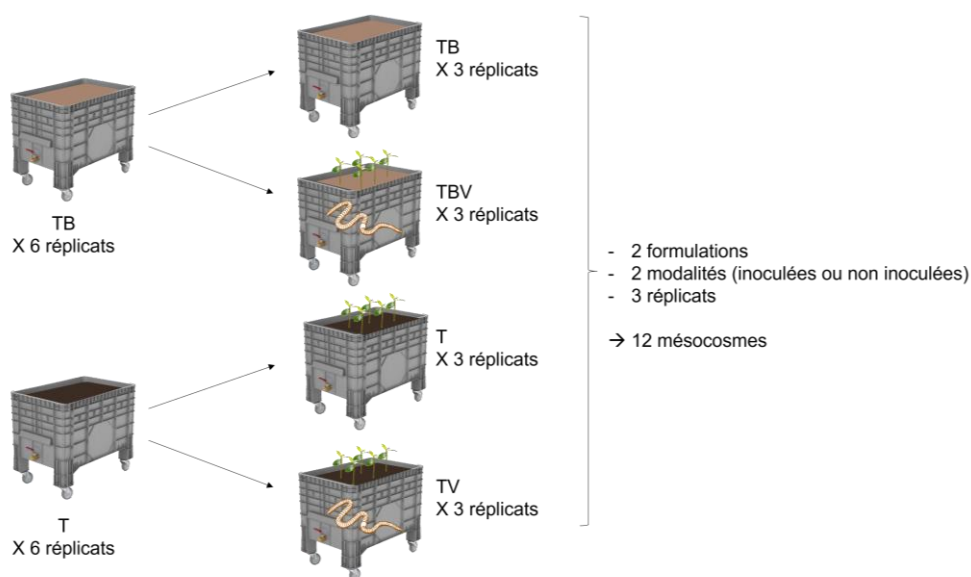 TB
X 6 réplicats
TB
X 3 réplicats
TBV
X 3 réplicats
T
X 6 réplicats
T
X 3 réplicats
TV
X 3 réplicats
- 2 formulations
- 2 modalités (inoculées ou non inoculées)
- 3 réplicats
→ 12 mésocosmes